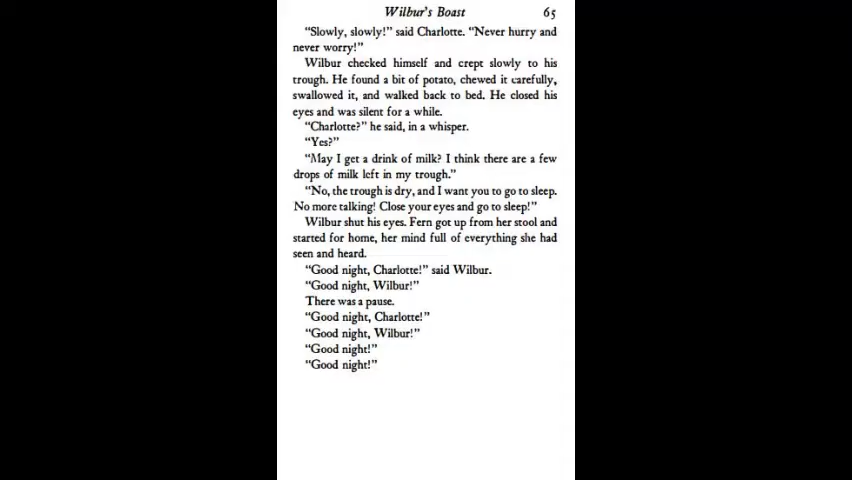 Wilbur's Boast 65
"Slowly, slowly!" said Charlotte. "Never hurry and
never worry!"
Wilbur checked himself and crept slowly to his
trough. He found a bit of potato, chewed it carefully,
swallowed it, and walked back to bed. He closed his
eyes and was silent for a while.
"Charlotte?" he said, in a whisper.
"Yes?"
"May I get a drink of milk? I think there are a few
drops of milk left in my trough."
"No, the trough is dry, and I want you to go to sleep.
No more talking! Close your eyes and go to sleep!"
Wilbur shut his eyes. Fern got up from her stool and
started for home, her mind full of everything she had
seen and heard.
"Good night, Charlotte!" said Wilbur.
"Good night, Wilbur!"
There was a pause.
"Good night, Charlotte!"
"Good night, Wilbur!"
"Good night!"
"Good night!"